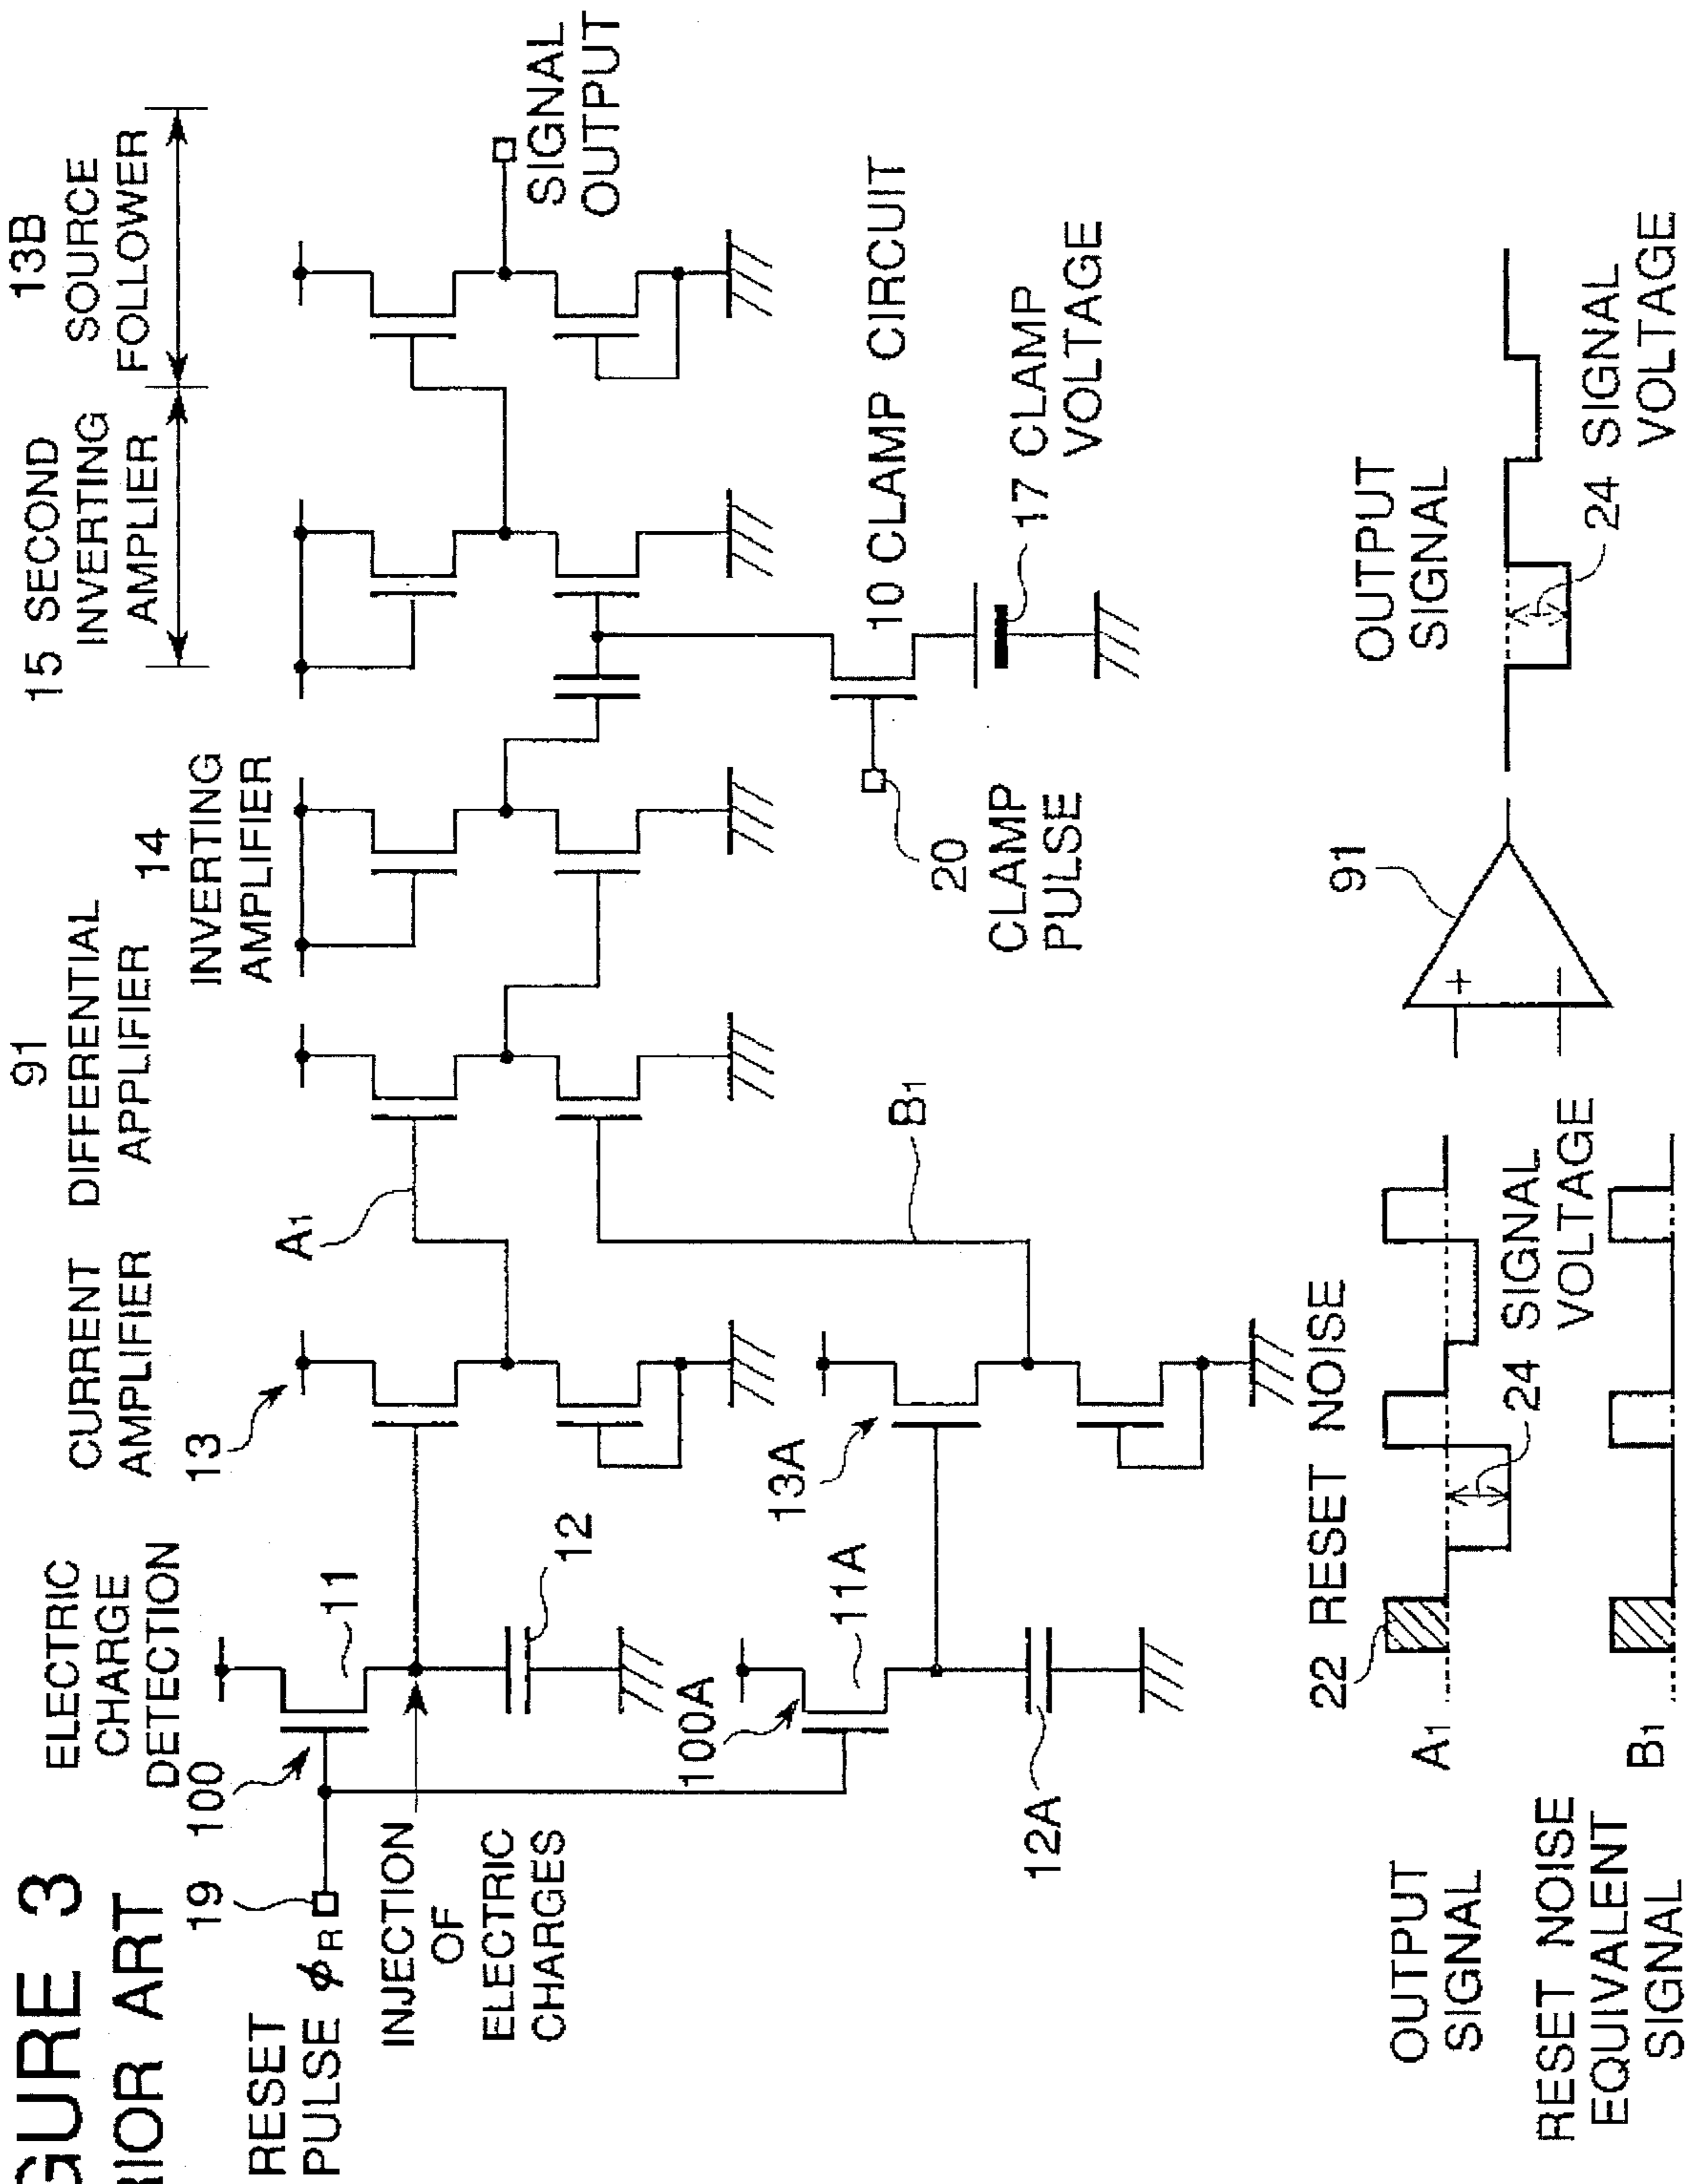 GURE 3
RIOR ART
ELECTRIC
CHARGE
DETECTION
CURRENT
AMPLIFIER
91
DIFFERENTIAL
APPLIFIER
14
INVERTING
AMPLIFIER
15 SECOND
INVERTING
AMPLIER
13B
SOURCE
FOLLOWER
19
100
13
RESET
PULSE ϕR
11
A1
SIGNAL
OUTPUT
INJECTION
OF
ELECTRIC
CHARGES
12
100A
11A
13A
B1
12A
20
CLAMP
PULSE
10 CLAMP CIRCUIT
17 CLAMP
VOLTAGE
22 RESET NOISE
91
OUTPUT
SIGNAL
OUTPUT
SIGNAL
A1
24 SIGNAL
VOLTAGE
24 SIGNAL
VOLTAGE
+
−
RESET NOISE
EQUIVALENT
SIGNAL
B1